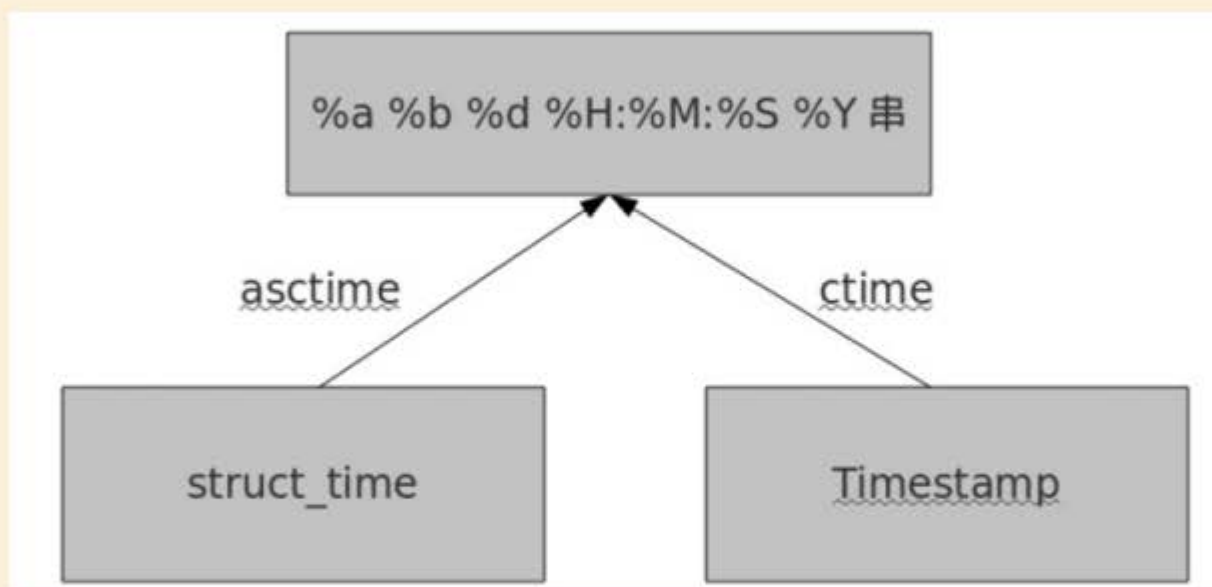 %a %b %d %H:%M:%S %Y 串
asctime
ctime
struct_time
Timestamp